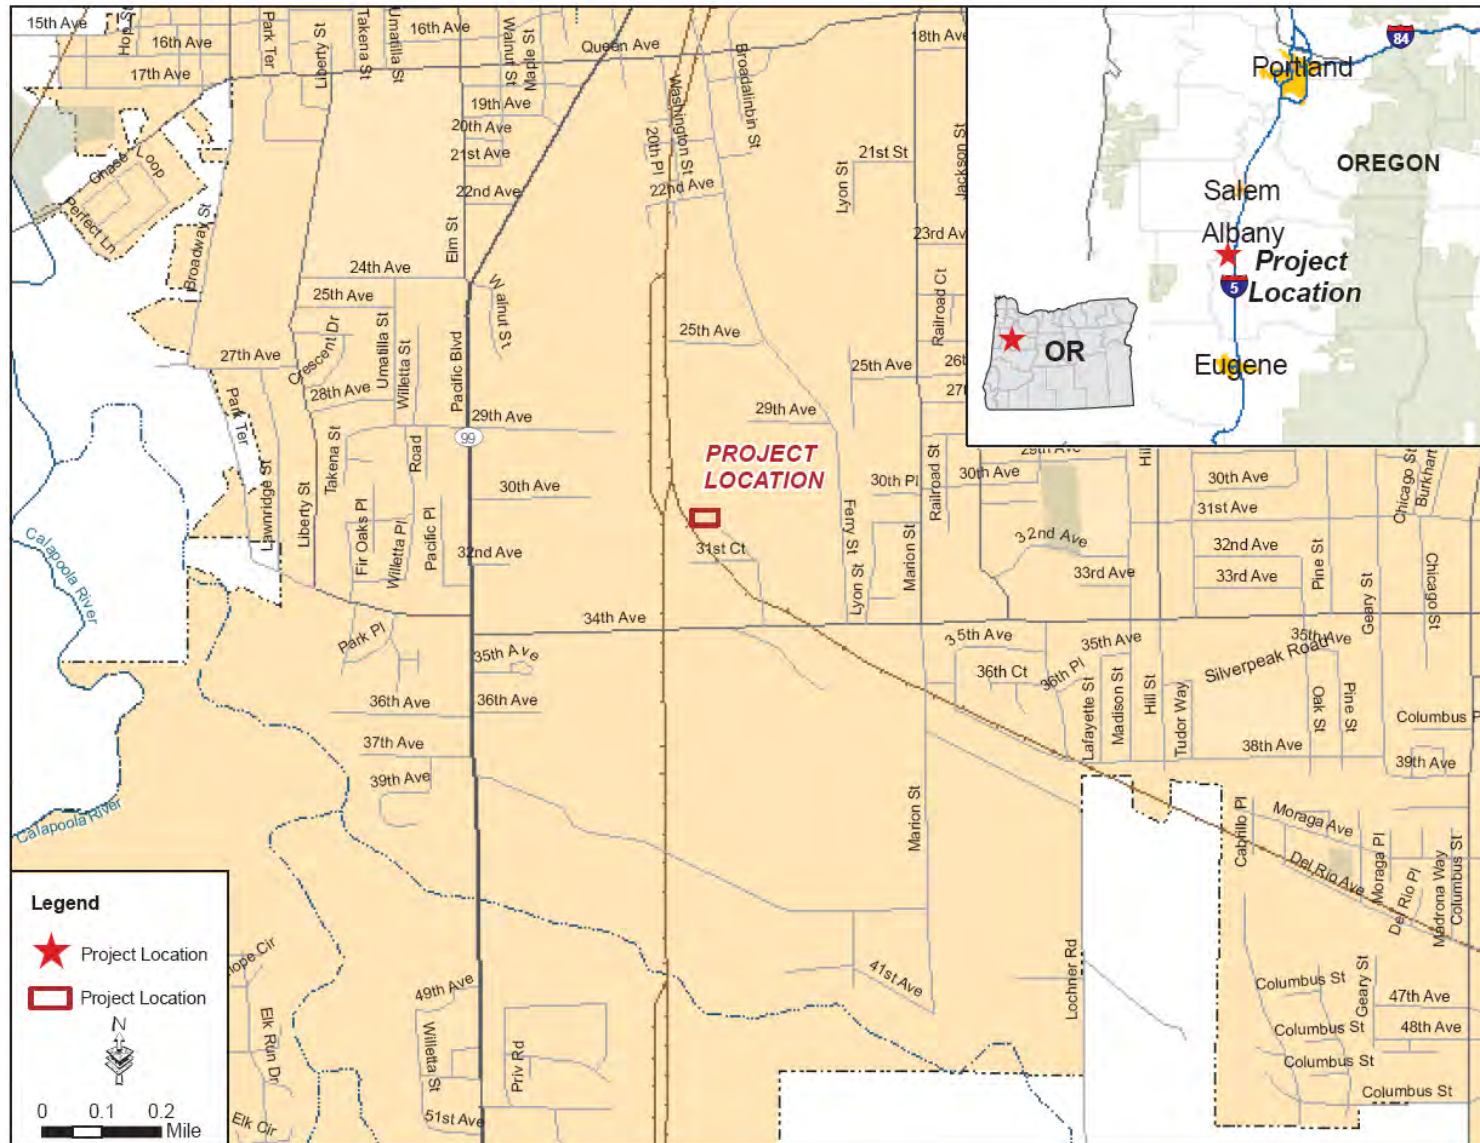 15th Ave
Hop St
16th Ave
17th Ave
Park Ter
Liberty St
Takena St
Umatilla St
16th Ave
Walnut St
Maple St
Queen Ave
Broadalbin St
18th Ave
19th Ave
20th Ave
21st Ave
22nd Ave
Washington St
20th Pl
22nd Ave
21st St
Lyon St
Jackson St
23rd Av
Chase Loop
Perfect Ln
Broadway St
Elm St
24th Ave
25th Ave
Walnut St
Crescent Dr
Umatilla St
Willetta St
Pacific Blvd
27th Ave
28th Ave
25th Ave
Railroad Ct
25th Ave
26t
27t
Park Ter
29th Ave
99
29th Ave
Takena St
Road
PROJECT
LOCATION
30th Pl
Railroad St
30th Ave
29th Ave
Hill
Chicago St
Burkhart
30th Ave
31st Ave
Lawnridge St
Liberty St
Fir Oaks Pl
Willetta Pl
Pacific Pl
30th Ave
32nd Ave
31st Ct
Ferry St
Lyon St
Marion St
32nd Ave
33rd Ave
32nd Ave
33rd Ave
Pine St
Geary St
Chicago St
Calapooia River
34th Ave
Park Pl
35th Ave
36th Ave
36th Ave
37th Ave
39th Ave
35th Ave
36th Ct
36th Pl
35th Ave
Lafayette St
Madison St
Hill St
Tudor Way
Silverpeak Road
35th Ave
Oak St
Pine St
Columbus P
38th Ave
39th Ave
Calapooia River
Marion St
Cabrillo Pl
Moraga Ave
Del Rio Ave
Moraga Pl
Del Rio Pl
Madrona Way
Columbus St
41st Ave
Lochner Rd
Columbus St
Geary St
47th Ave
Columbus St
48th Ave
Columbus St
Columbus St
49th Ave
Willetta St
Priv Rd
51st Ave
lope Cir
Elk Run Dr
Elk Cir
84
Portland
OREGON
Salem
Albany
Project
Location
5
OR
Eugene
Legend
Project Location
Project Location
N
0 0.1 0.2
Mile